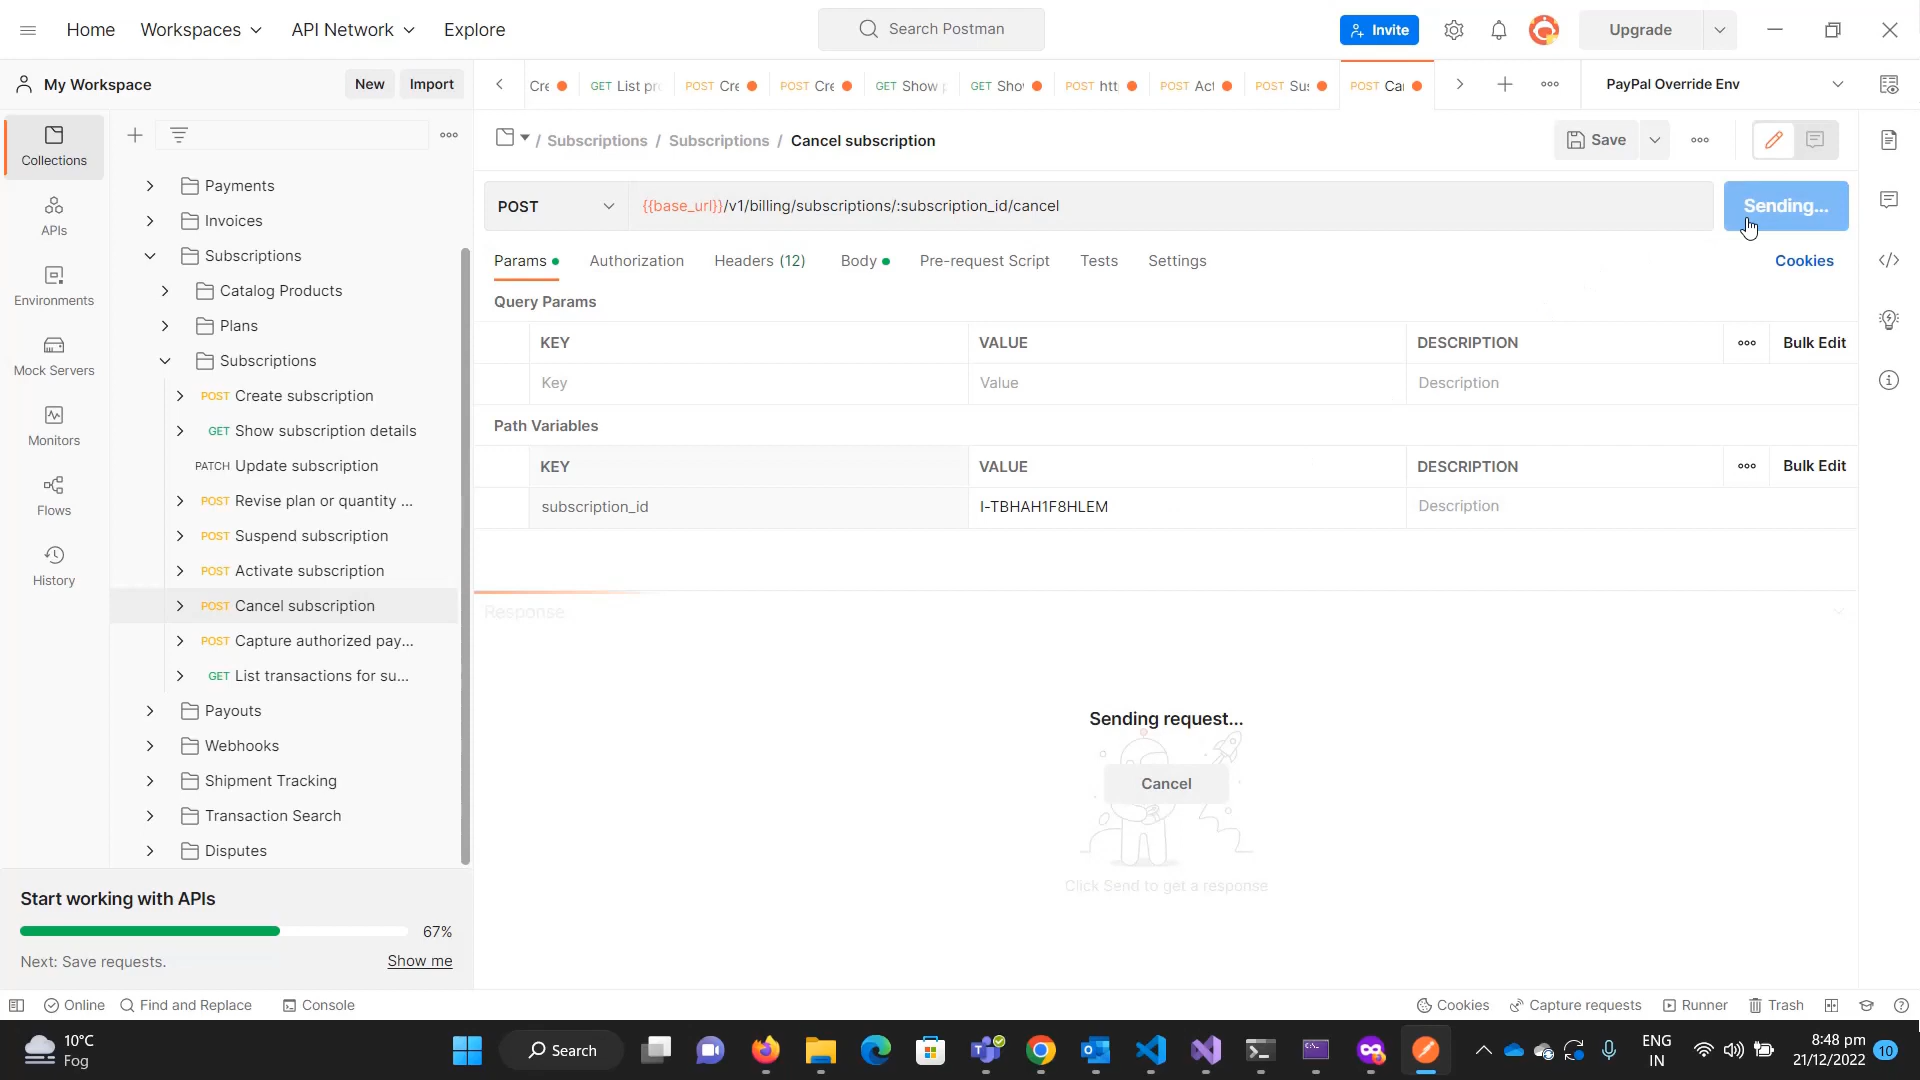 Home
Workspaces
API Network
Explore
Search Postman
Invite
Upgrade
My Workspace
New
Import
Cre
GET List pr
POST Cre
POST Cre
GET Show p
GET Sho
POST htt
POST Act
POST Sus
POST Ca
PayPal Override Env
Collections
APIs
Environments
Mock Servers
Monitors
Flows
History
Payments
Invoices
Subscriptions
Catalog Products
Plans
Subscriptions
POST Create subscription
GET Show subscription details
PATCH Update subscription
POST Revise plan or quantity ...
POST Suspend subscription
POST Activate subscription
POST Cancel subscription
POST Capture authorized pay...
GET List transactions for su...
Payouts
Webhooks
Shipment Tracking
Transaction Search
Disputes
Start working with APIs
67%
Next: Save requests.
Show me
/ Subscriptions / Subscriptions / Cancel subscription
Save
POST
{{base_url}}/v1/billing/subscriptions/:subscription_id/cancel
Sending...
Params
Authorization
Headers (12)
Body
Pre-request Script
Tests
Settings
Cookies
Query Params
KEY VALUE DESCRIPTION Bulk Edit
Key Value Description
Path Variables
KEY VALUE DESCRIPTION Bulk Edit
subscription_id I-TBHAH1F8HLEM Description
Response
Sending request...
Cancel
Click Send to get a response
Online
Find and Replace
Console
Cookies
Capture requests
Runner
Trash
10°C
Fog
Search
ENG
IN
8:48 pm
21/12/2022
10